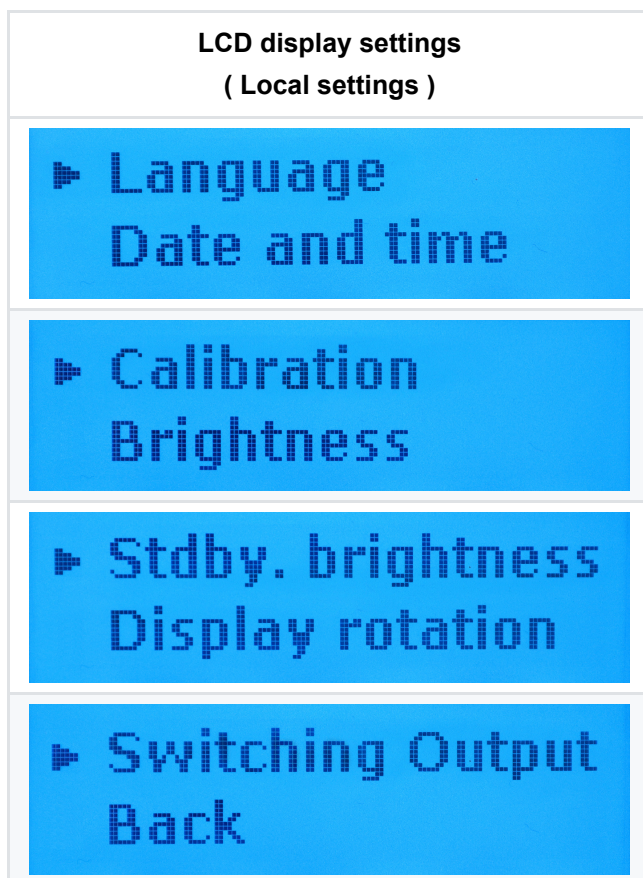 LCD display settings
( Local settings )
Language
Date and time
Calibration
Brightness
Stdby. brightness
Display rotation
Switching Output
Back